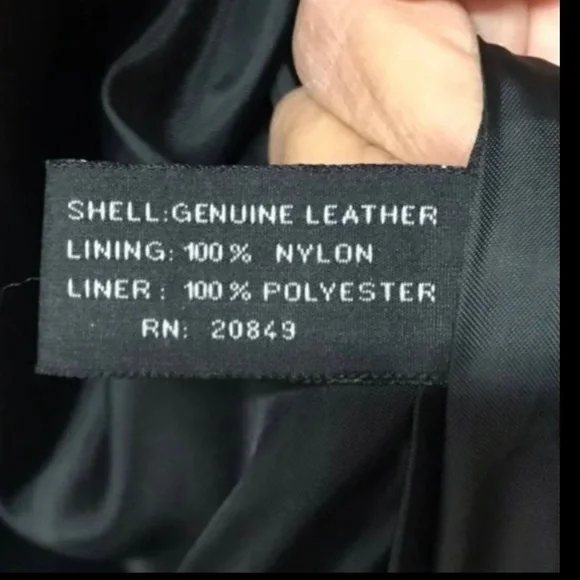 SHELL:GENUINE LEATHER
LINING: 100% NYLON
LINER : 100% POLYESTER
RN: 20849